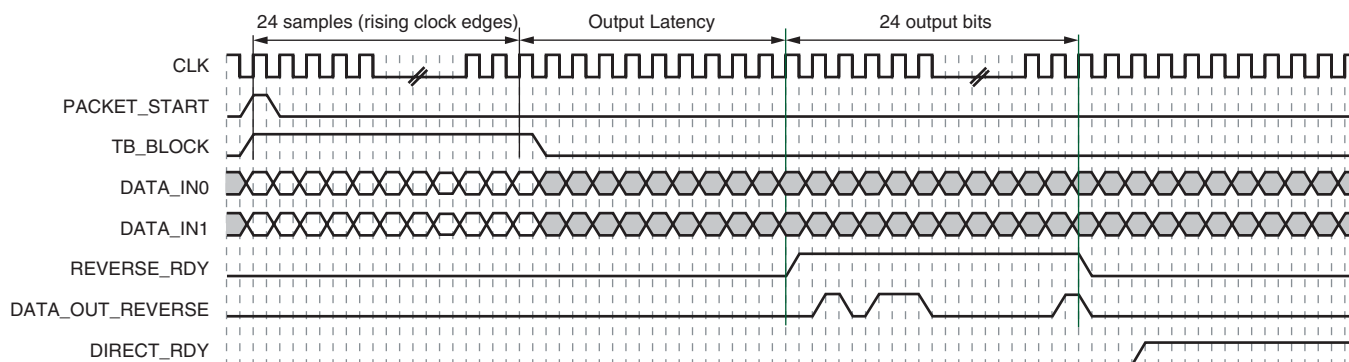 24 samples (rising clock edges) Output Latency 24 output bits
CLK
PACKET_START
TB_BLOCK
DATA_IN0
DATA_IN1
REVERSE_RDY
DATA_OUT_REVERSE
DIRECT_RDY